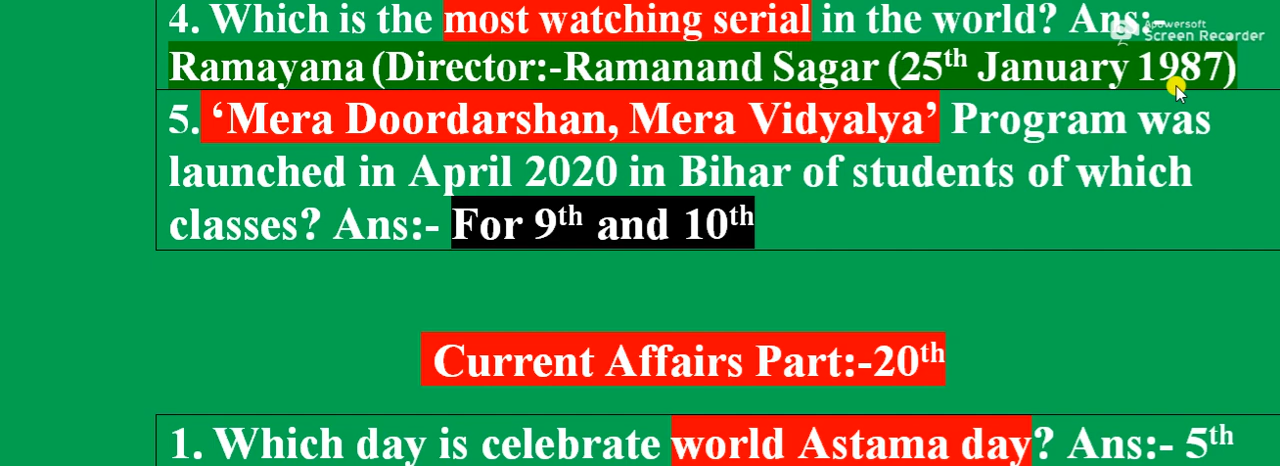 4. Which is the most watching serial in the world? Ans:-
Apowersoft
Screen Recorder
Ramayana (Director:-Ramanand Sagar (25th January 1987)
5. ‘Mera Doordarshan, Mera Vidyalya’ Program was
launched in April 2020 in Bihar of students of which
classes? Ans:- For 9th and 10th
Current Affairs Part:-20th
1. Which day is celebrate world Astama day? Ans:- 5th